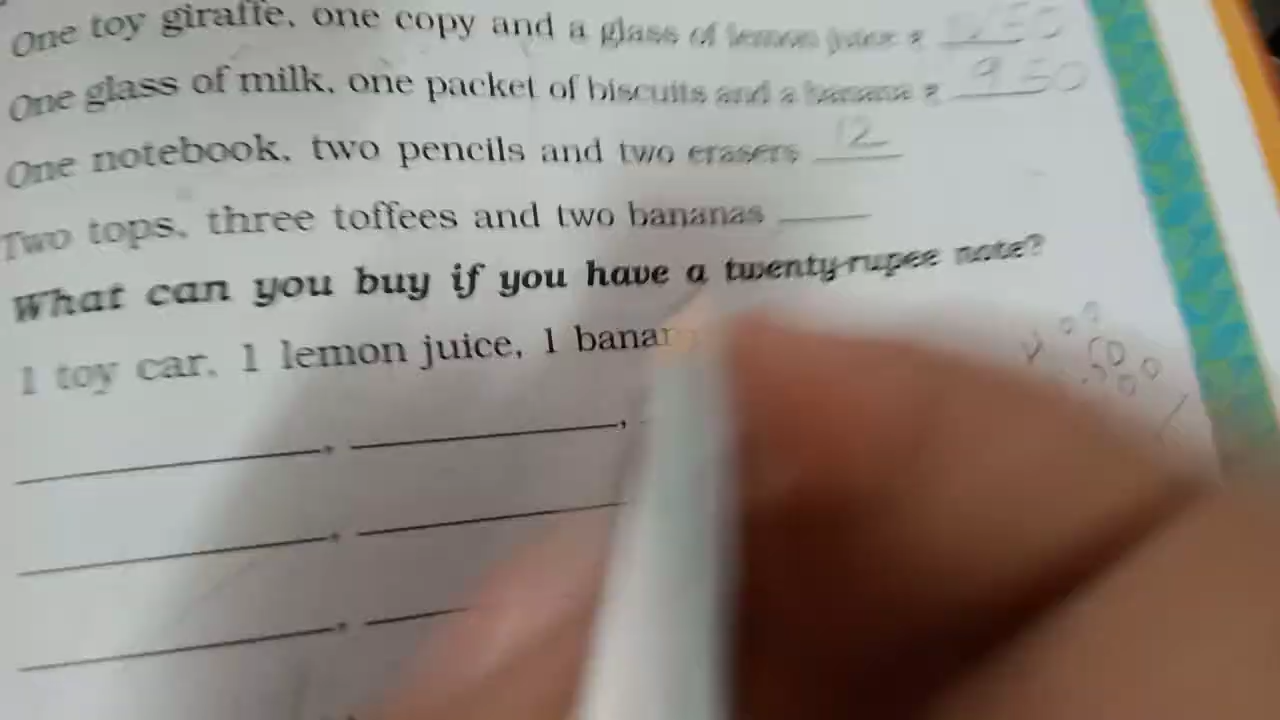 One toy giraffe, one copy and a glass of lemon juice = 
One glass of milk, one packet of biscuits and a banana = 9 50
One notebook, two pencils and two erasers 12
Two tops, three toffees and two bananas
What can you buy if you have a twenty-rupee note?
1 toy car, 1 lemon juice, 1